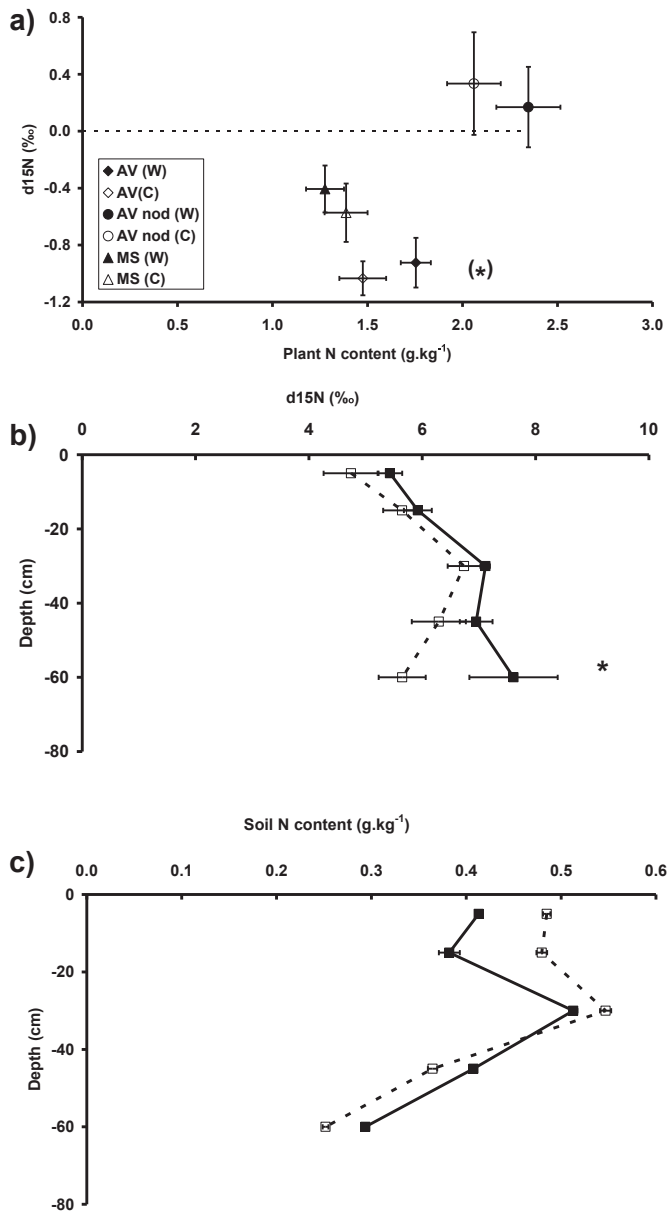 a)
0.8
0.4
0.0
-0.4
-0.8
-1.2
d15N (‰)
AV (W)
AV(C)
AV nod (W)
AV nod (C)
MS (W)
MS (C)
(*)
0.0 0.5 1.0 1.5 2.0 2.5 3.0
Plant N content (g.kg-1)
d15N (‰)
b)
0 2 4 6 8 10
0
-20
-40
-60
-80
Depth (cm)
*
Soil N content (g.kg-1)
c)
0.0 0.1 0.2 0.3 0.4 0.5 0.6
0
-20
-40
-60
-80
Depth (cm)